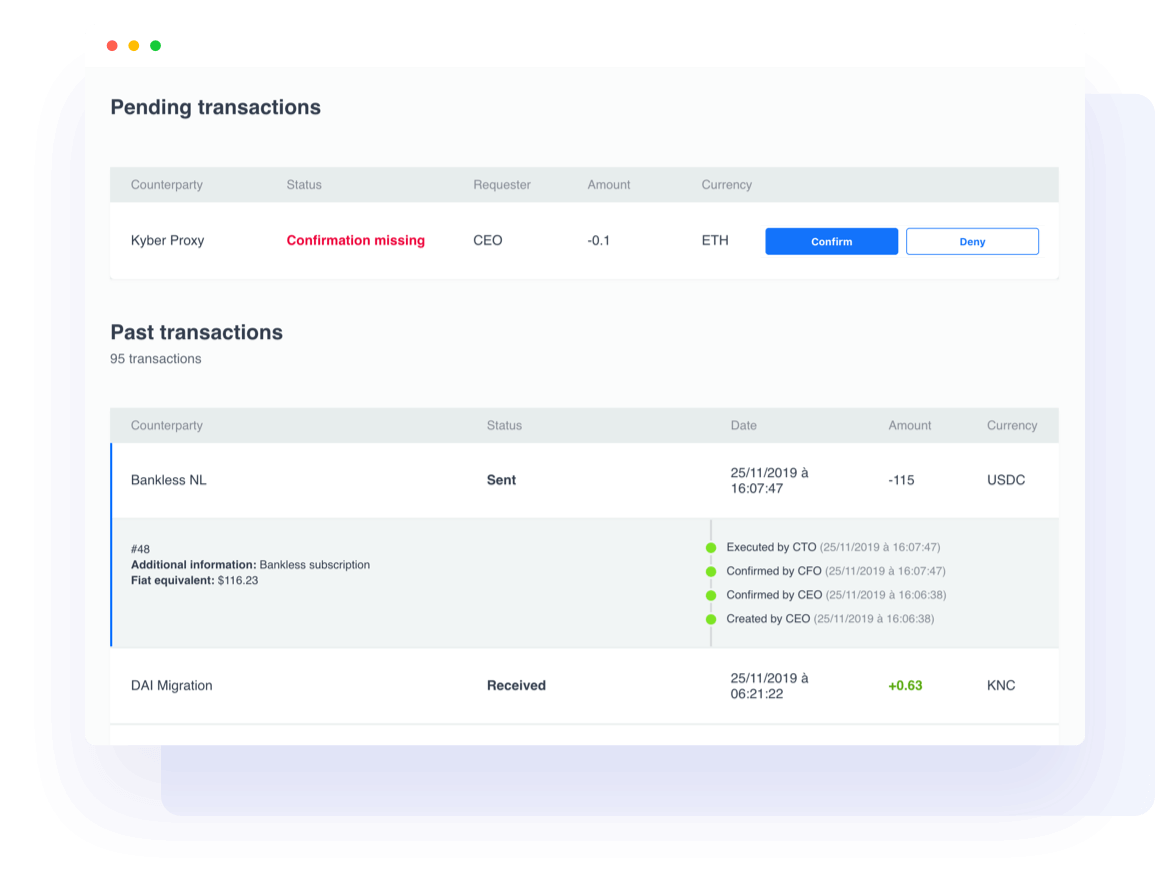 Pending transactions
Counterparty Status Requester Amount Currency
Kyber Proxy Confirmation missing CEO -0.1 ETH Confirm Deny
Past transactions
95 transactions
Counterparty Status Date Amount Currency
Bankless NL Sent 25/11/2019 à 16:07:47 -115 USDC
#48
Additional information: Bankless subscription
Fiat equivalent: $116.23
Executed by CTO (25/11/2019 à 16:07:47)
Confirmed by CFO (25/11/2019 à 16:07:47)
Confirmed by CEO (25/11/2019 à 16:06:38)
Created by CEO (25/11/2019 à 16:06:38)
DAI Migration Received 25/11/2019 à 06:21:22 +0.63 KNC